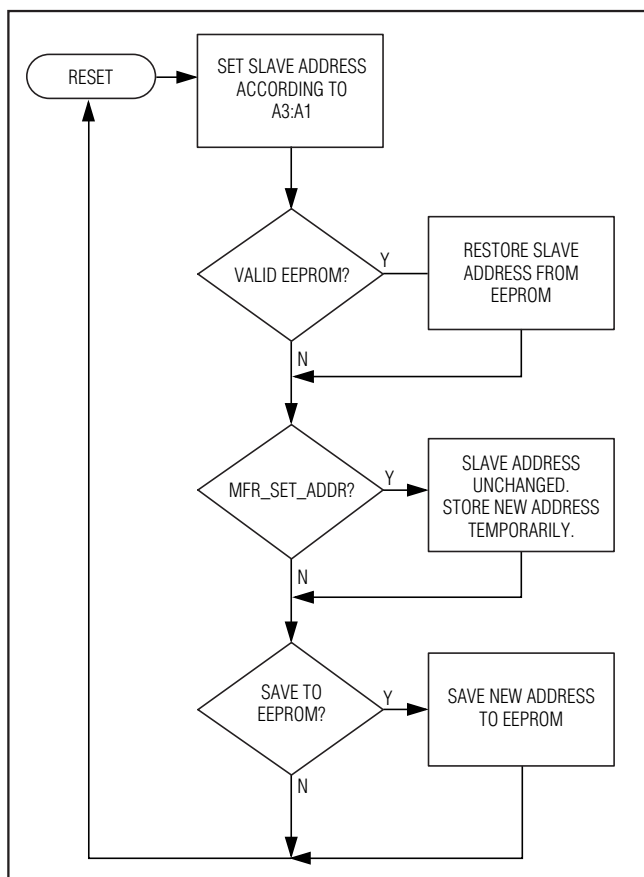 RESET
SET SLAVE ADDRESS
ACCORDING TO
A3:A1
VALID EEPROM?
Y
RESTORE SLAVE
ADDRESS FROM
EEPROM
N
MFR_SET_ADDR?
Y
SLAVE ADDRESS
UNCHANGED.
STORE NEW ADDRESS
TEMPORARILY.
N
SAVE TO
EEPROM?
Y
SAVE NEW ADDRESS
TO EEPROM
N